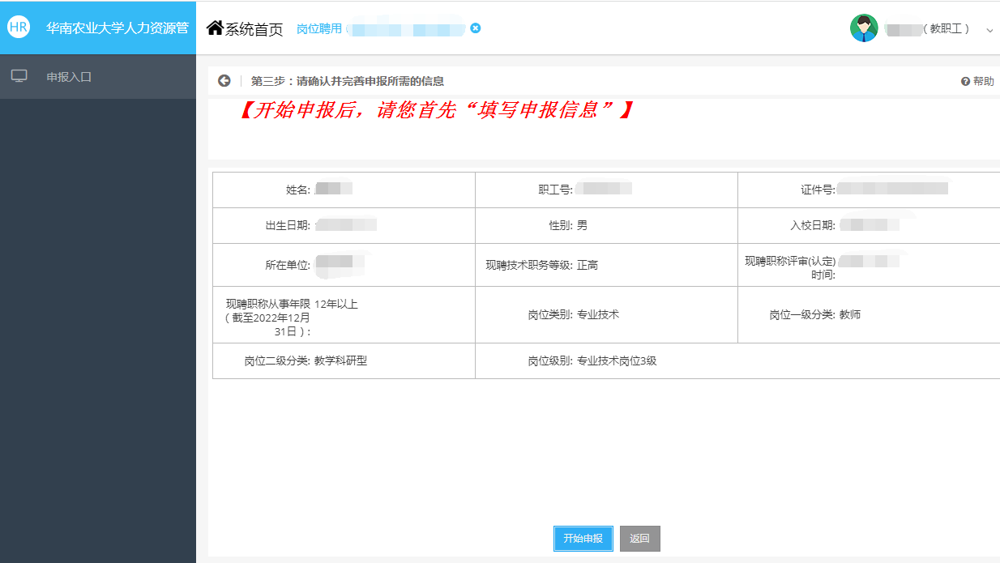 HR 华南农业大学人力资源管
系统首页 岗位聘用
(教职工)
申报入口
第三步：请确认并完善申报所需的信息
帮助
【开始申报后，请您首先“填写申报信息”】
姓名: 职工号: 证件号:
出生日期: 性别: 男 入校日期:
所在单位: 现聘技术职务等级: 正高 现聘职称评审(认定)
时间:
现聘职称从事年限 12年以上
(截至2022年12月
31日): 岗位类别: 专业技术 岗位一级分类: 教师
岗位二级分类: 教学科研型 岗位级别: 专业技术岗位3级
开始申报 返回